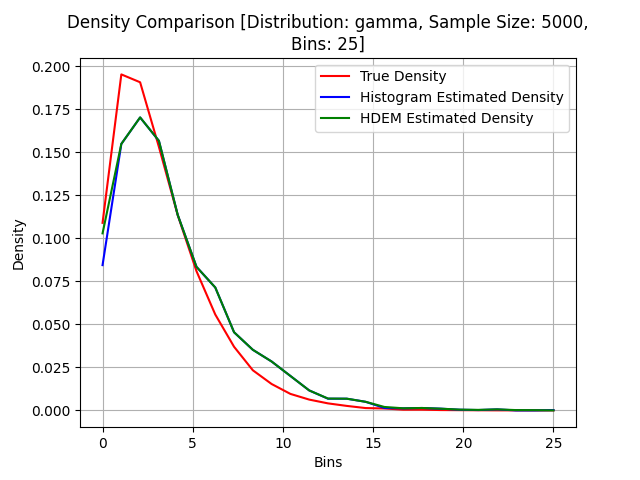 Density Comparison [Distribution: gamma, Sample Size: 5000,
Bins: 25]
True Density
Histogram Estimated Density
HDEM Estimated Density
Density
0.200
0.175
0.150
0.125
0.100
0.075
0.050
0.025
0.000
0 5 10 15 20 25
Bins